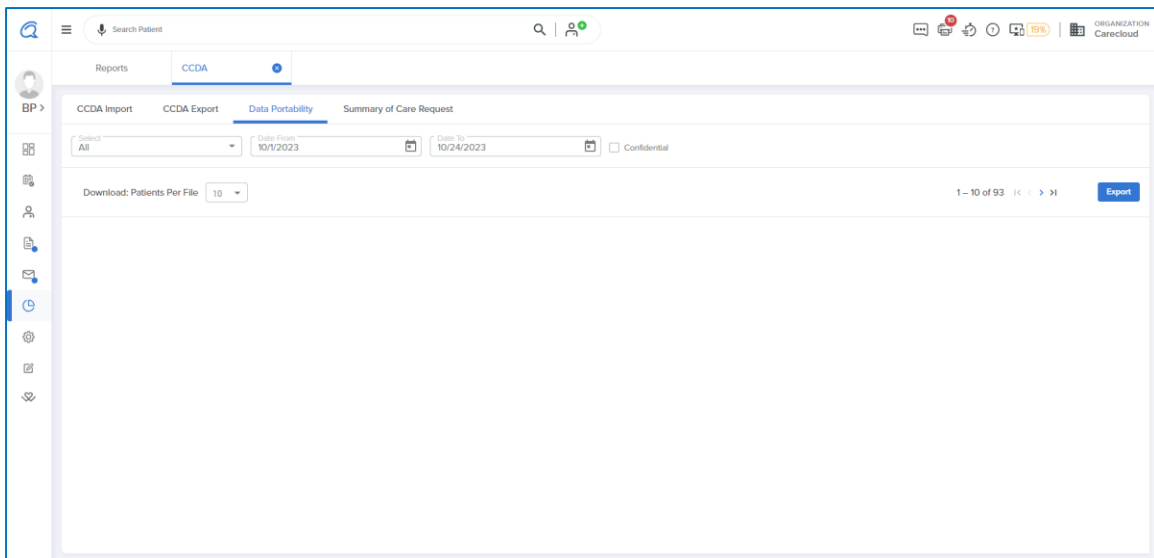 Search Patient
10
?
19%
ORGANIZATION
Carecloud
Reports
CCDA
BP >
CCDA Import
CCDA Export
Data Portability
Summary of Care Request
Select
All
Date From
10/1/2023
Date To
10/24/2023
Confidential
Download: Patients Per File
10
1 – 10 of 93
Export